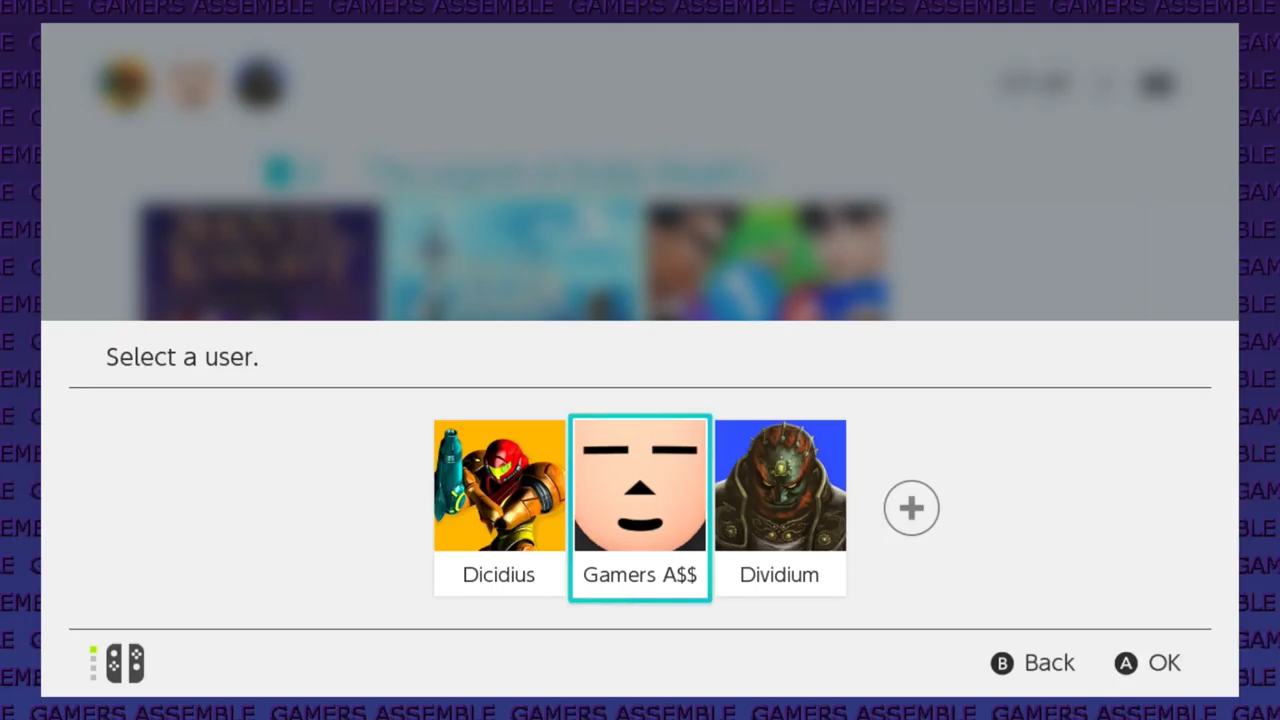 GAMERS ASSEMBLE GAMERS ASSEMBLE GAMERS ASSEMBLE GAMERS ASSEMBLE GAMERS ASSEMBLE
Select a user.
Dicidius
Gamers A$$
Dividium
B Back
A OK
GAMERS ASSEMBLE GAMERS ASSEMBLE GAMERS ASSEMBLE GAMERS ASSEMBLE GAMERS ASSEMBLE